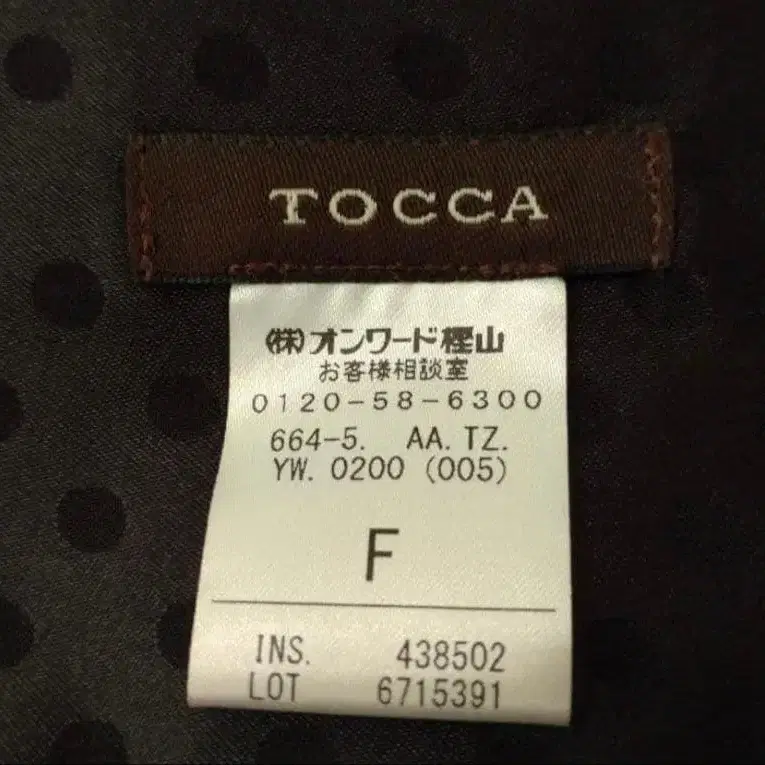 TOCCA
㈱オンワード樫山
お客様相談室
0120-58-6300
664-5. AA. TZ.
YW. 0200 (005)
F
INS. 438502
LOT 6715391